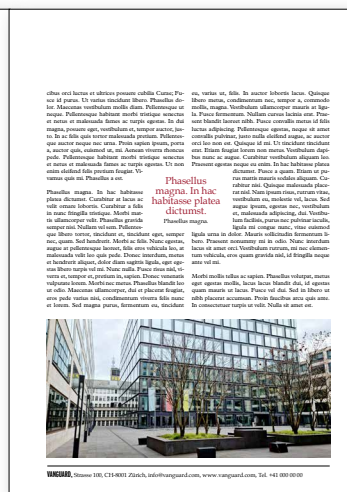 cibus orci luctus et ultrices posuere cubilia Curae; Fu-
sce id purus. Ut varius tincidunt libero. Phasellus do-
lor. Maecenas vestibulum mollis diam. Pellentesque ut
neque. Pellentesque habitant morbi tristique senectus
et netus et malesuada fames ac turpis egestas. In dui
magna, posuere eget, vestibulum et, tempor auctor, jus-
to. In ac felis quis tortor malesuada pretium. Pellentes-
que auctor neque nec urna. Proin sapien ipsum, porta
a, auctor quis, euismod ut, mi. Aenean viverra rhoncus
pede. Pellentesque habitant morbi tristique senectus
et netus et malesuada fames ac turpis egestas. Ut non
enim eleifend felis pretium feugiat. Vi-
vamus quis mi. Phasellus a est.
Phasellus magna. In hac habitasse
platea dictumst. Curabitur at lacus ac
velit ornare lobortis. Curabitur a felis
in nunc fringilla tristique. Morbi mat-
tis ullamcorper velit. Phasellus gravida
semper nisi. Nullam vel sem. Pellentes-
que libero tortor, tincidunt et, tincidunt eget, semper
nec, quam. Sed hendrerit. Morbi ac felis. Nunc egestas,
augue at pellentesque laoreet, felis eros vehicula leo, at
malesuada velit leo quis pede. Donec interdum, metus
et hendrerit aliquet, dolor diam sagittis ligula, eget ege-
stas libero turpis vel mi. Nunc nulla. Fusce risus nisl, vi-
verra et, tempor et, pretium in, sapien. Donec venenatis
vulputate lorem. Morbi nec metus. Phasellus blandit leo
ut odio. Maecenas ullamcorper, dui et placerat feugiat,
eros pede varius nisi, condimentum viverra felis nunc
et lorem. Sed magna purus, fermentum eu, tincidunt
Phasellus
magna. In hac
habitasse platea
dictumst.
Phasellus magna
eu, varius ut, felis. In auctor lobortis lacus. Quisque
libero metus, condimentum nec, tempor a, commodo
mollis, magna. Vestibulum ullamcorper mauris at ligu-
la. Fusce fermentum. Nullam cursus lacinia erat. Prae-
sent blandit laoreet nibh. Fusce convallis metus id felis
luctus adipiscing. Pellentesque egestas, neque sit amet
convallis pulvinar, justo nulla eleifend augue, ac auctor
orci leo non est. Quisque id mi. Ut tincidunt tincidunt
erat. Etiam feugiat lorem non metus. Vestibulum dapi-
bus nunc ac augue. Curabitur vestibulum aliquam leo.
Praesent egestas neque eu enim. In hac habitasse platea
dictumst. Fusce a quam. Etiam ut pu-
rus mattis mauris sodales aliquam. Cu-
rabitur nisi. Quisque malesuada place-
rat nisl. Nam ipsum risus, rutrum vitae,
vestibulum eu, molestie vel, lacus. Sed
augue ipsum, egestas nec, vestibulum
et, malesuada adipiscing, dui. Vestibu-
lum facilisis, purus nec pulvinar iaculis,
ligula mi congue nunc, vitae euismod
ligula urna in dolor. Mauris sollicitudin fermentum li-
bero. Praesent nonummy mi in odio. Nunc interdum
lacus sit amet orci. Vestibulum rutrum, mi nec elemen-
tum vehicula, eros quam gravida nisl, id fringilla neque
ante vel mi.
Morbi mollis tellus ac sapien. Phasellus volutpat, metus
eget egestas mollis, lacus lacus blandit dui, id egestas
quam mauris ut lacus. Fusce vel dui. Sed in libero ut
nibh placerat accumsan. Proin faucibus arcu quis ante.
In consectetuer turpis ut velit. Nulla sit amet est.
VANGUARD, Strasse 100, CH-8001 Zürich, info@vanguard.com, www.vanguard.com, Tel. +41 000 00 00